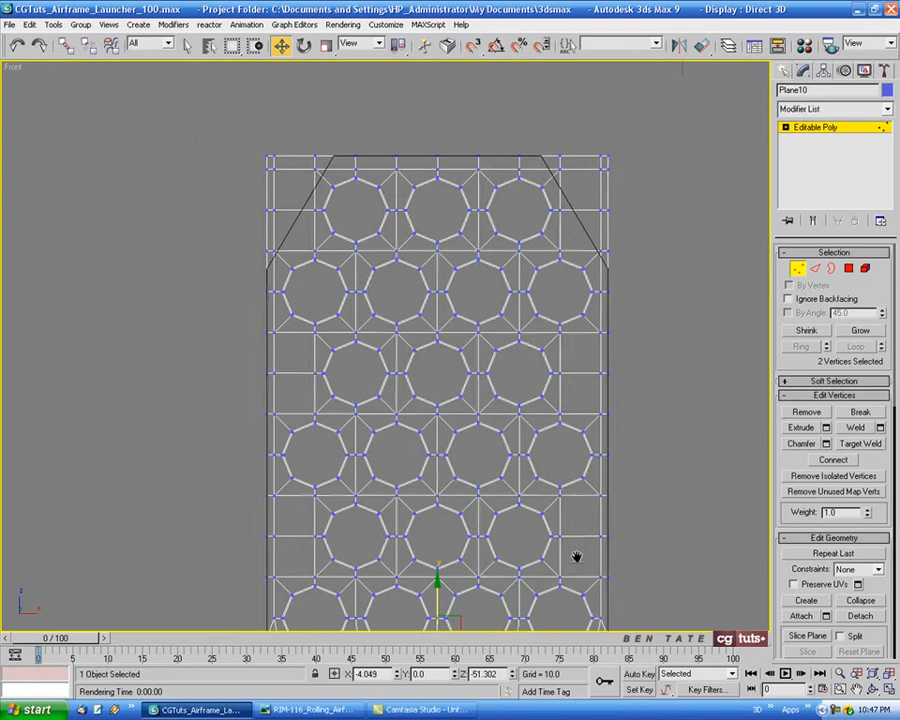 CGTuts_Airframe_Launcher_100.max - Project Folder: C:\Documents and Settings\HP_Administrator\My Documents\3dsmax - Autodesk 3ds Max 9 - Display : Direct 3D
File Edit Tools Group Views Create Modifiers reactor Animation Graph Editors Rendering Customize MAXScript Help
All View View
Front
Plane10
Modifier List
Editable Poly
Selection
By Vertex
Ignore Backfacing
By Angle: 45.0
Shrink Grow
Ring Loop
2 Vertices Selected
Soft Selection
Edit Vertices
Remove Break
Extrude Weld
Chamfer Target Weld
Connect
Remove Isolated Vertices
Remove Unused Map Verts
Weight: 1.0
Edit Geometry
Repeat Last
Constraints: None
Preserve UVs
Create Collapse
Attach Detach
Slice Plane Split
Slice Reset Plane
z
x
BEN TATE cg tuts+
0 / 100
0 5 10 15 20 25 30 35 40 45 50 55 60 65 70 75 80 85 90 95 100
1 Object Selected X: -4.049 Y: 0.0 Z: -51.302 Grid = 10.0 Auto Key Selected
Rendering Time 0:00:00 Add Time Tag Set Key Key Filters... 0
start CGTuts_Airframe_La... RIM-116_Rolling_Airf... Camtasia Studio - Unt... 3D Apps 10:47 PM